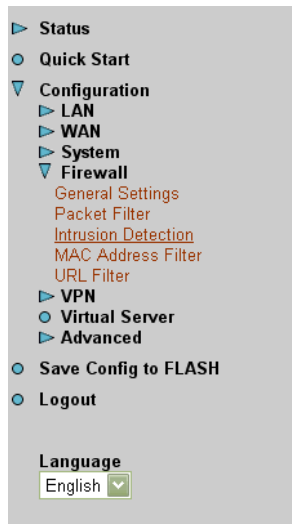 Status
Quick Start
Configuration
LAN
WAN
System
Firewall
General Settings
Packet Filter
Intrusion Detection
MAC Address Filter
URL Filter
VPN
Virtual Server
Advanced
Save Config to FLASH
Logout
Language
English